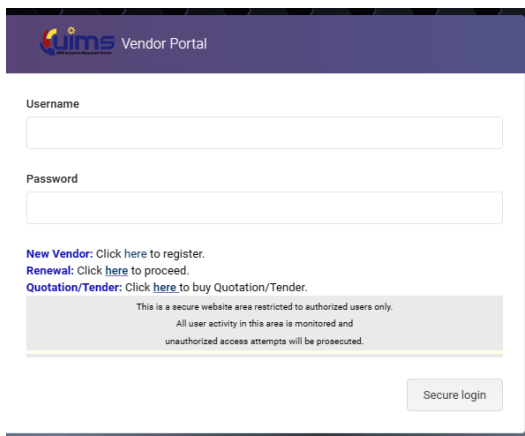 uims Vendor Portal
Username
Password
New Vendor: Click here to register.
Renewal: Click here to proceed.
Quotation/Tender: Click here to buy Quotation/Tender.
This is a secure website area restricted to authorized users only.
All user activity in this area is monitored and
unauthorized access attempts will be prosecuted.
Secure login